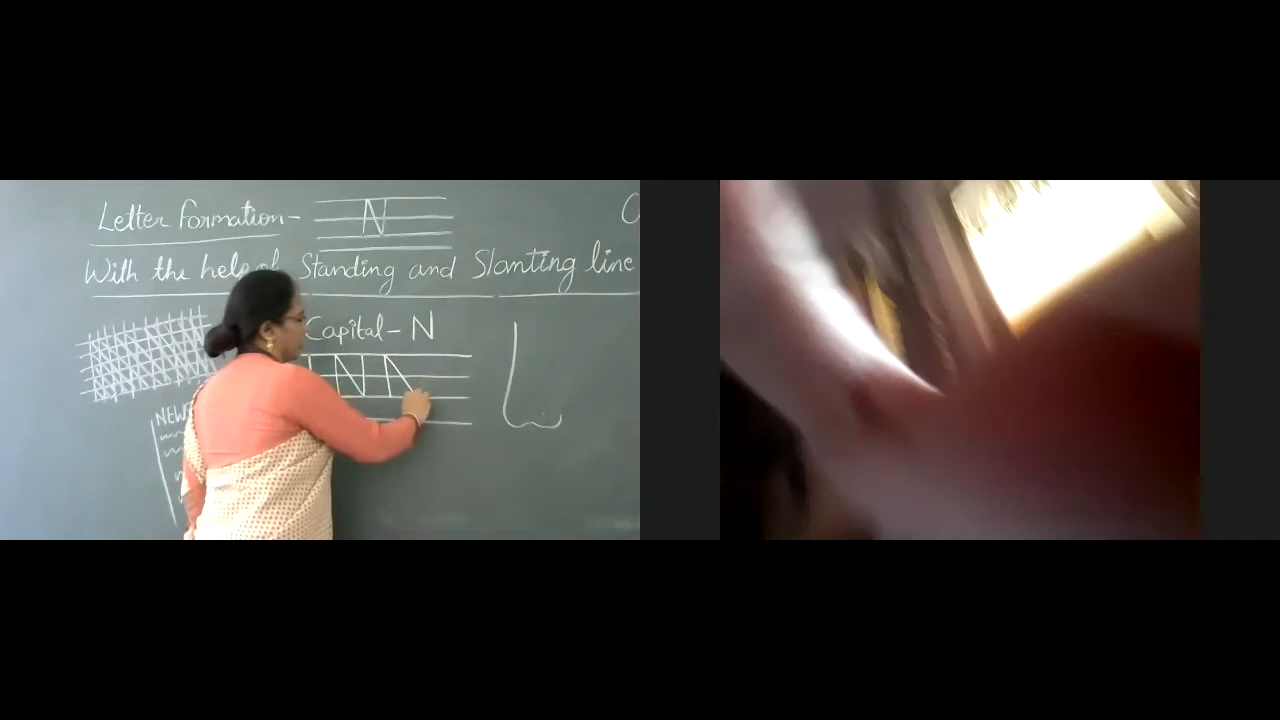 Letter formation- N
With the help of Standing and Slanting line
Capital- N
N N
NEW